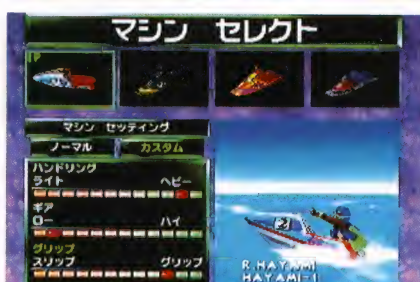 マシン セレクト
1P
マシン セッティング
ノーマル カスタム
ハンドリング
ライト ヘビー
ギア
ロー ハイ
グリップ
スリップ グリップ
2
R.HAYAMI
HAYAMI-1